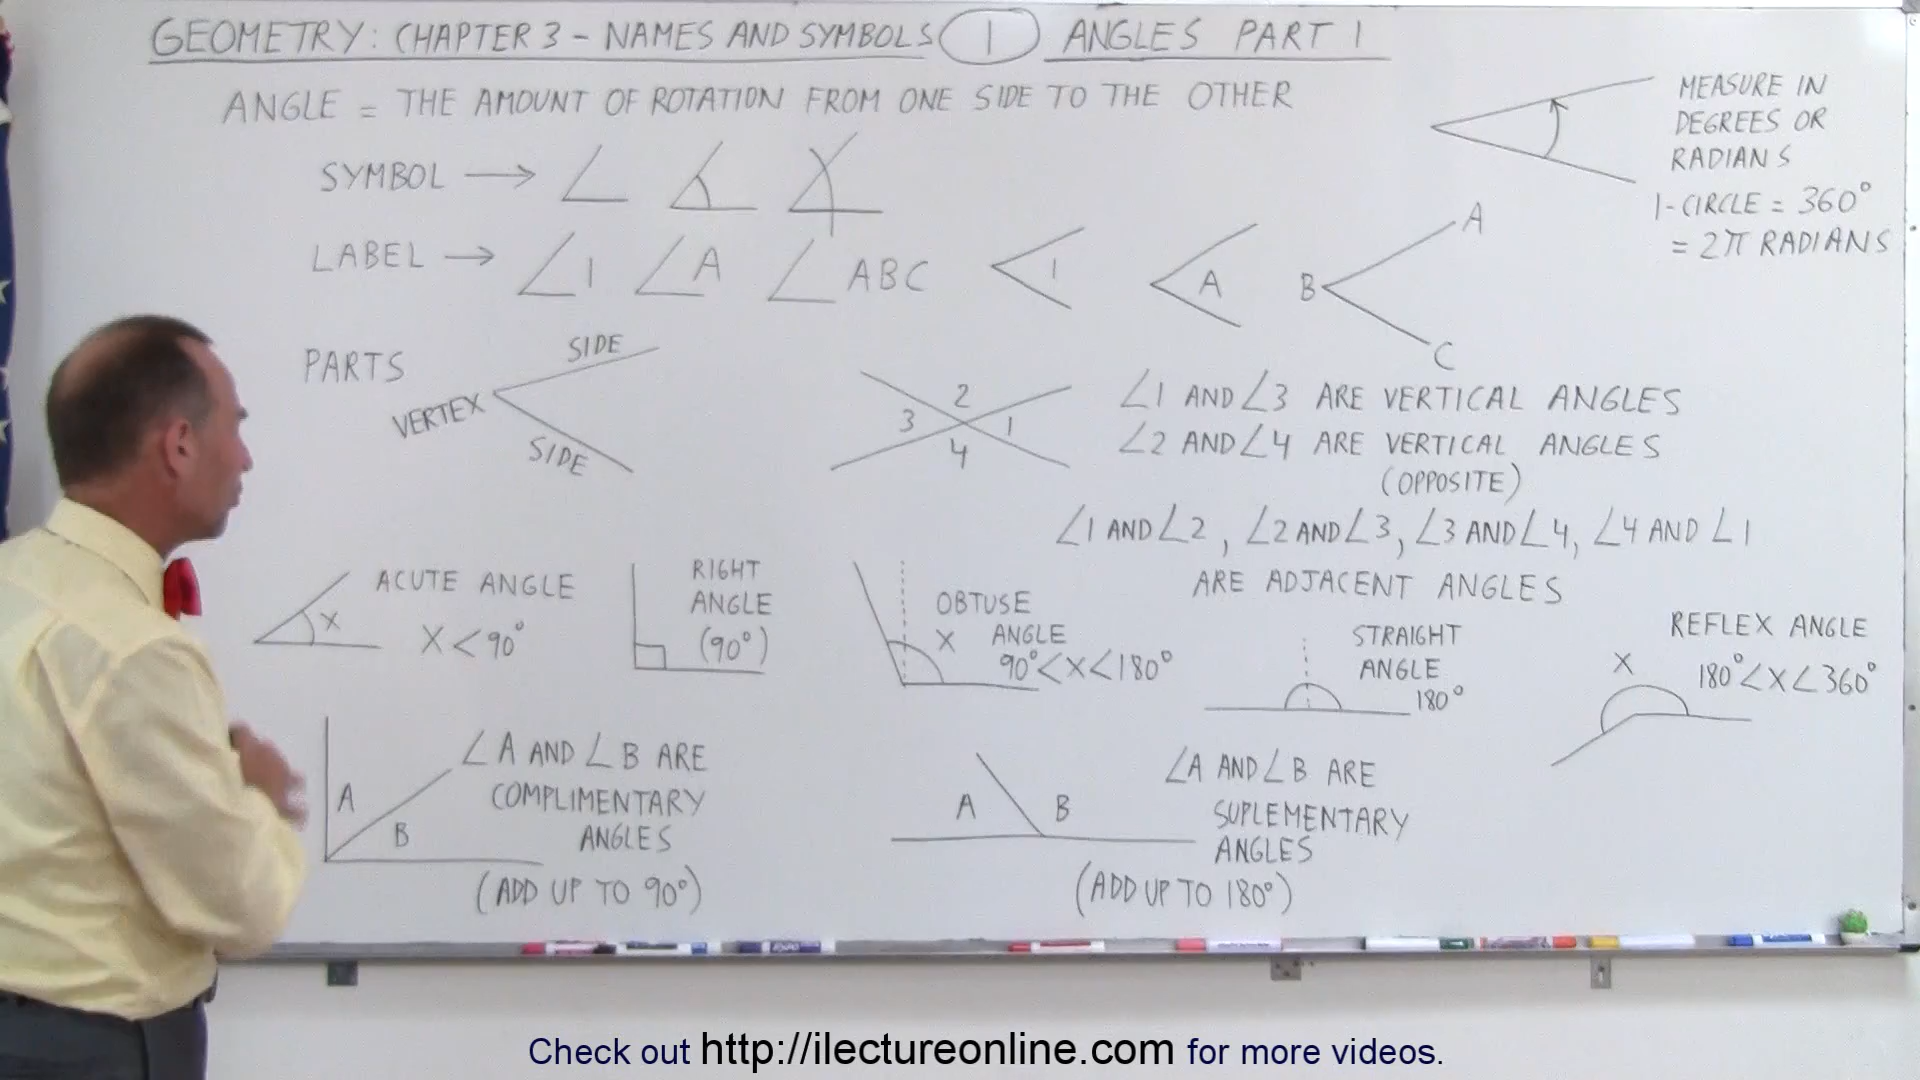 GEOMETRY: CHAPTER 3 - NAMES AND SYMBOLS 1 ANGLES PART 1
ANGLE = THE AMOUNT OF ROTATION FROM ONE SIDE TO THE OTHER
MEASURE IN
DEGREES OR
RADIANS
1-CIRCLE = 360°
= 2π RADIANS
SYMBOL → ∠ ∡ ∡
LABEL → ∠1 ∠A ∠ABC
1
A
A
B
C
PARTS
SIDE
VERTEX
SIDE
2
3 1
4
∠1 AND ∠3 ARE VERTICAL ANGLES
∠2 AND ∠4 ARE VERTICAL ANGLES
(OPPOSITE)
∠1 AND ∠2, ∠2 AND ∠3, ∠3 AND ∠4, ∠4 AND ∠1
ARE ADJACENT ANGLES
ACUTE ANGLE
X
X < 90°
RIGHT
ANGLE
(90°)
OBTUSE
X ANGLE
90° < X < 180°
STRAIGHT
ANGLE
180°
REFLEX ANGLE
X 180° < X < 360°
A
B
∠A AND ∠B ARE
COMPLIMENTARY
ANGLES
(ADD UP TO 90°)
A B
∠A AND ∠B ARE
SUPLEMENTARY
ANGLES
(ADD UP TO 180°)
Check out http://ilectureonline.com for more videos.